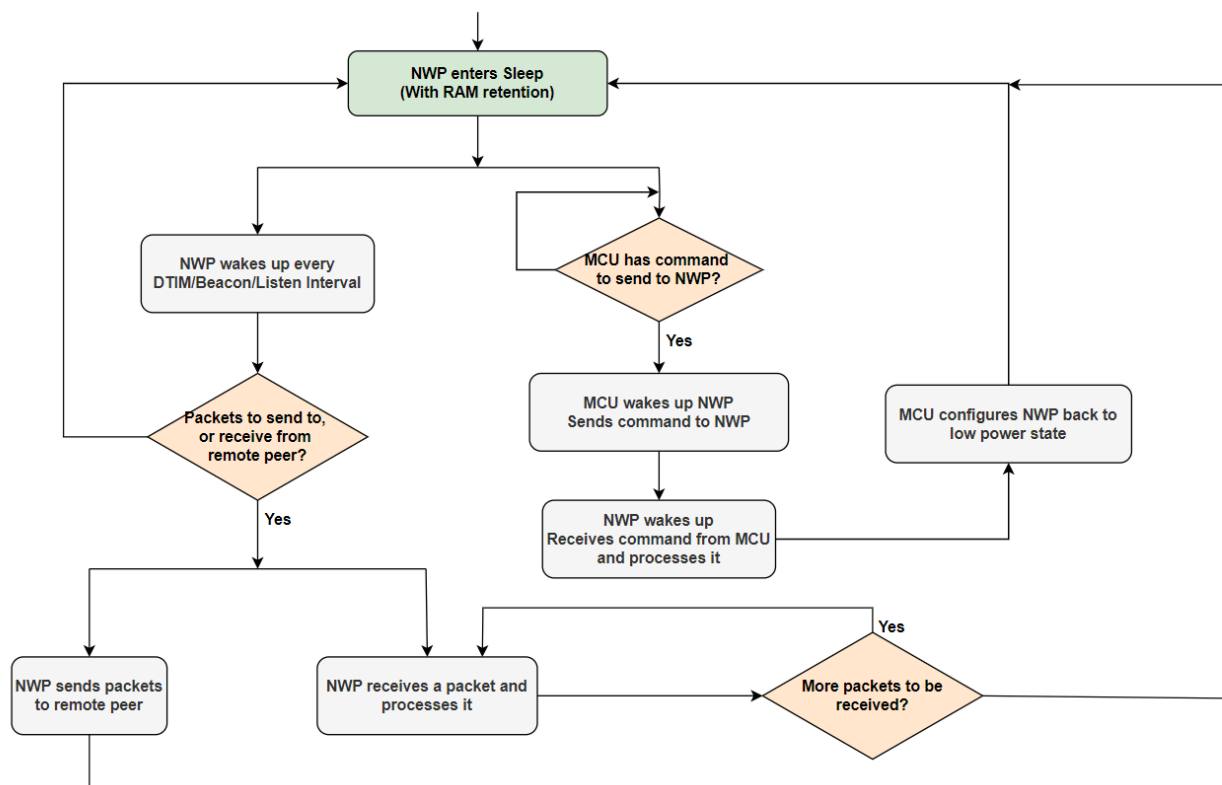 NWP enters Sleep
(With RAM retention)
NWP wakes up every
DTIM/Beacon/Listen Interval
MCU has command
to send to NWP?
Yes
Packets to send to,
or receive from
remote peer?
Yes
MCU wakes up NWP
Sends command to NWP
MCU configures NWP back to
low power state
NWP wakes up
Receives command from MCU
and processes it
NWP sends packets
to remote peer
NWP receives a packet and
processes it
Yes
More packets to be
received?